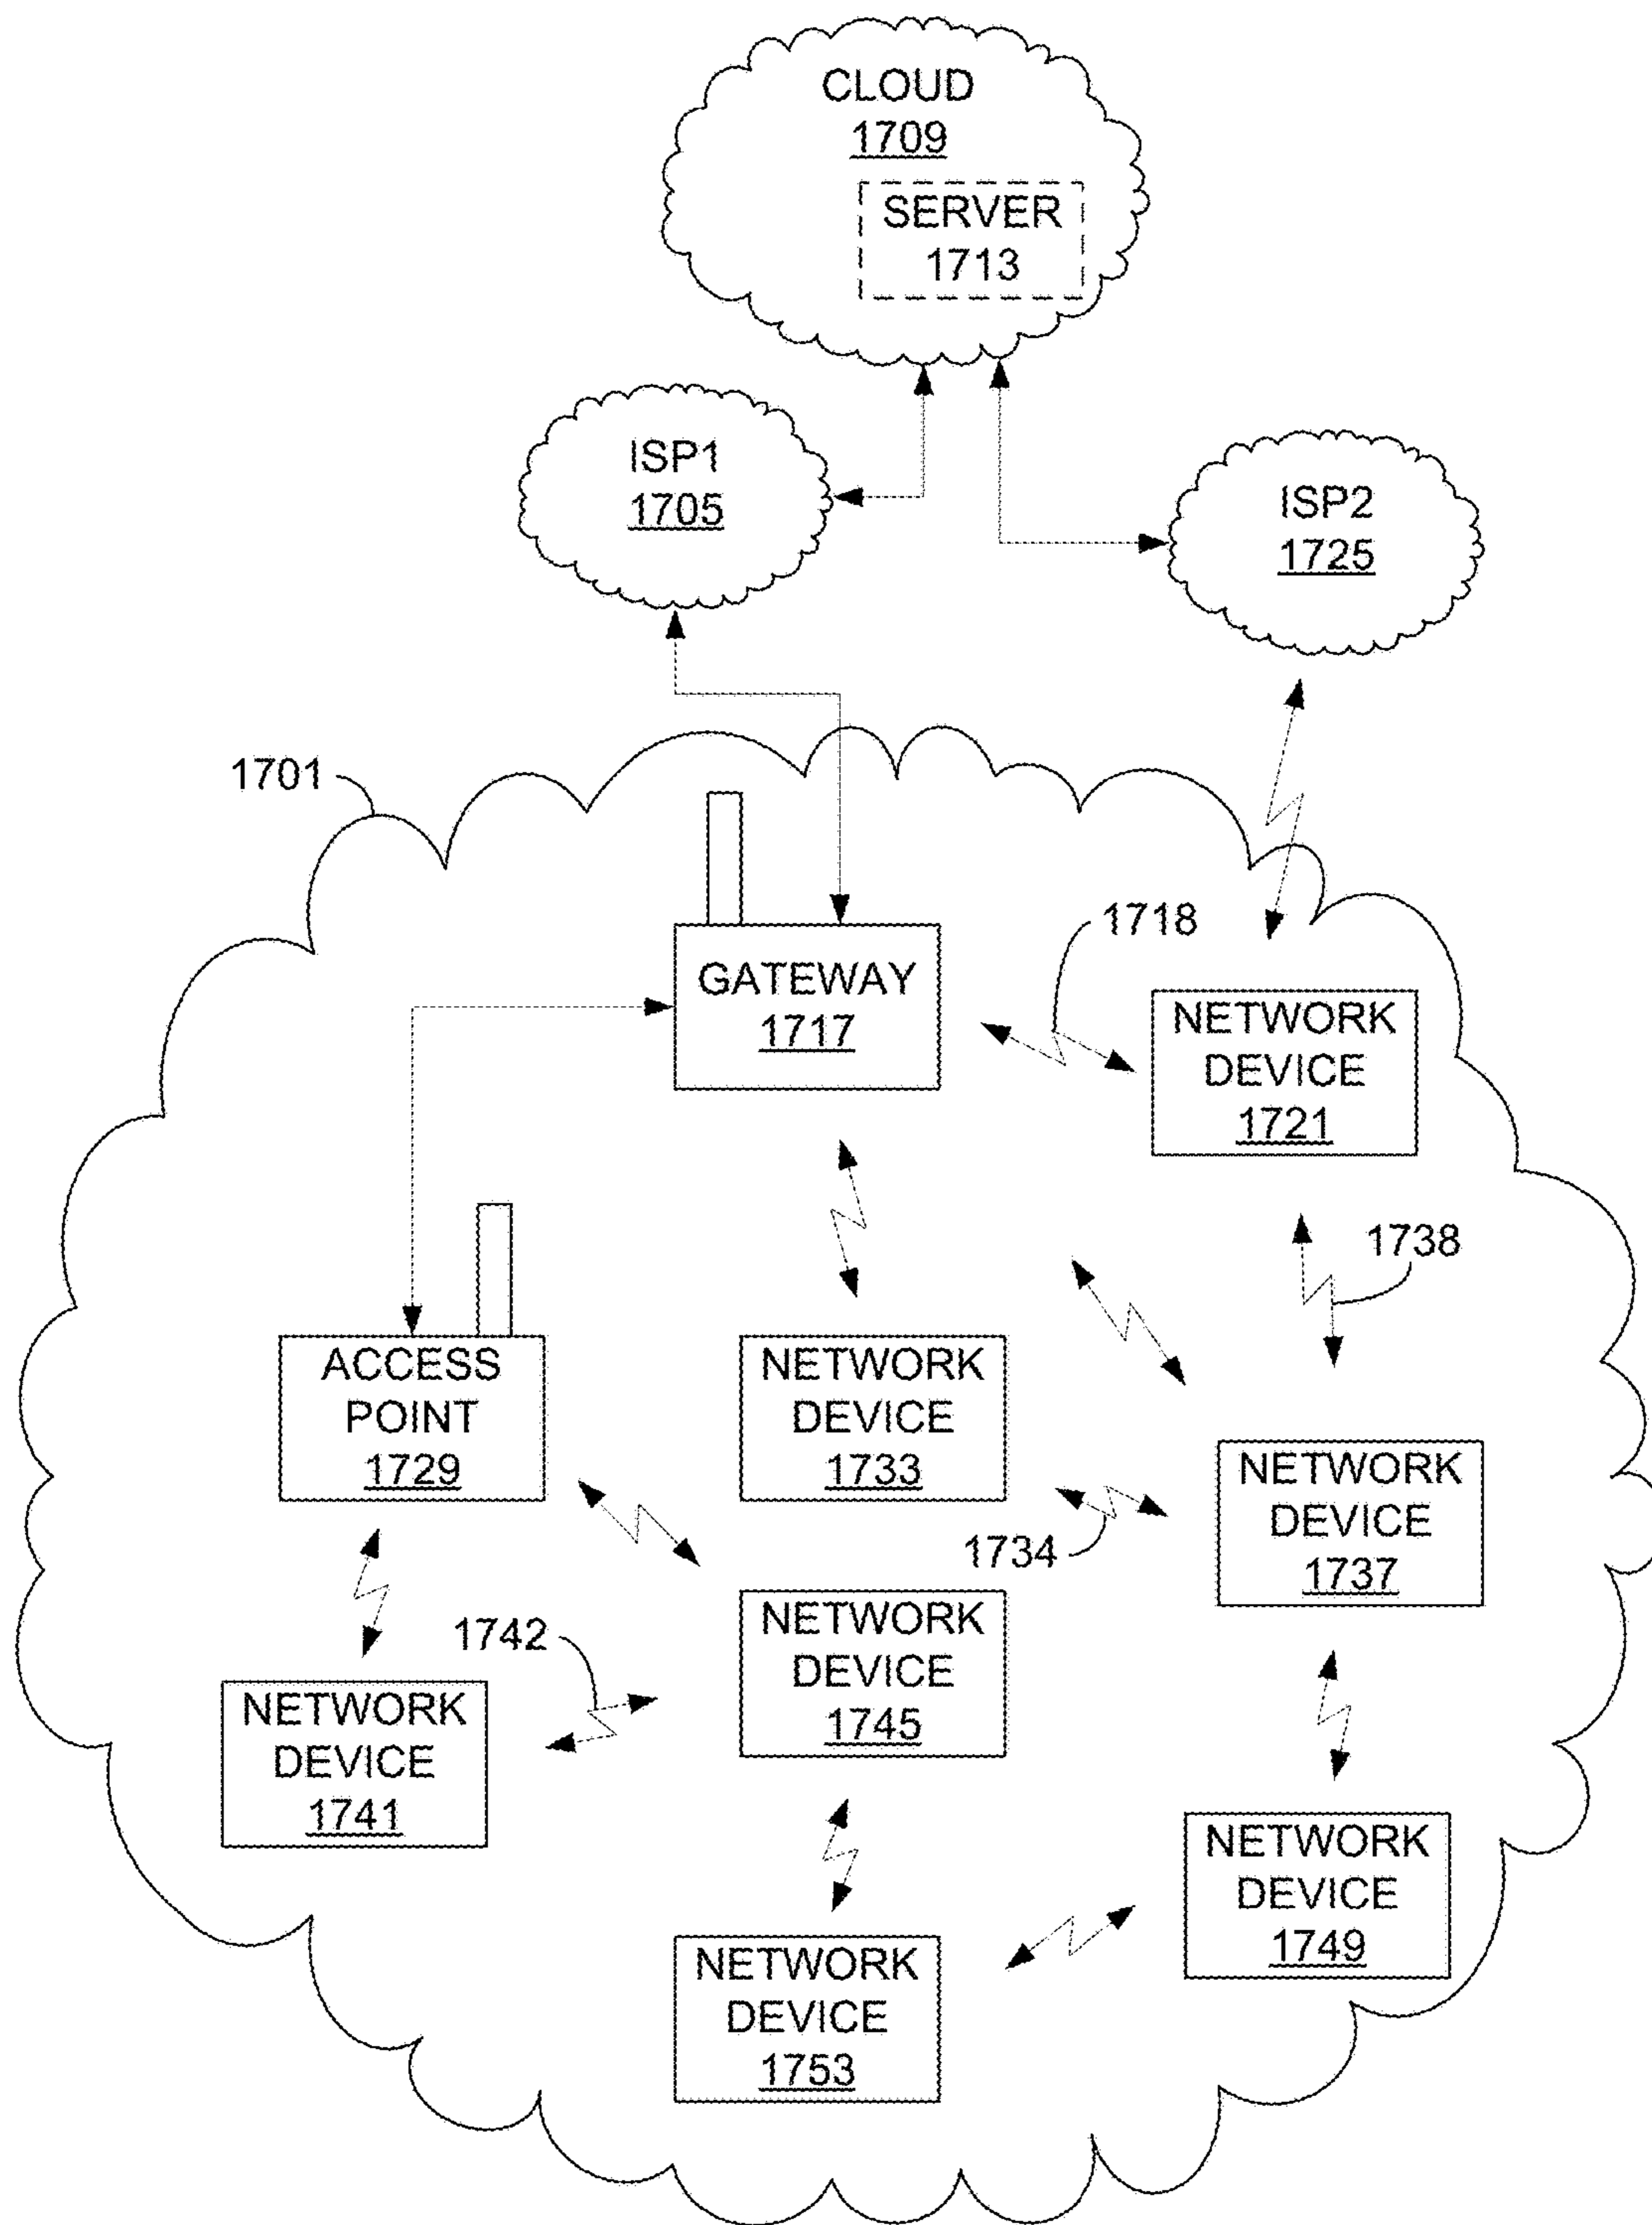 CLOUD
1709
SERVER
1713
ISP1
1705
ISP2
1725
1701
1718
GATEWAY
1717
NETWORK
DEVICE
1721
1738
ACCESS
POINT
1729
NETWORK
DEVICE
1733
NETWORK
DEVICE
1737
1734
1742
NETWORK
DEVICE
1745
NETWORK
DEVICE
1741
NETWORK
DEVICE
1749
NETWORK
DEVICE
1753